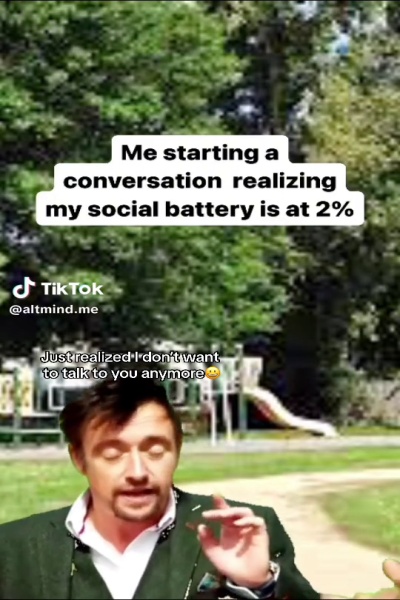 Me starting a
conversation realizing
my social battery is at 2%
TikTok
@altmind.me
Just realized I don't want
to talk to you anymore🫠